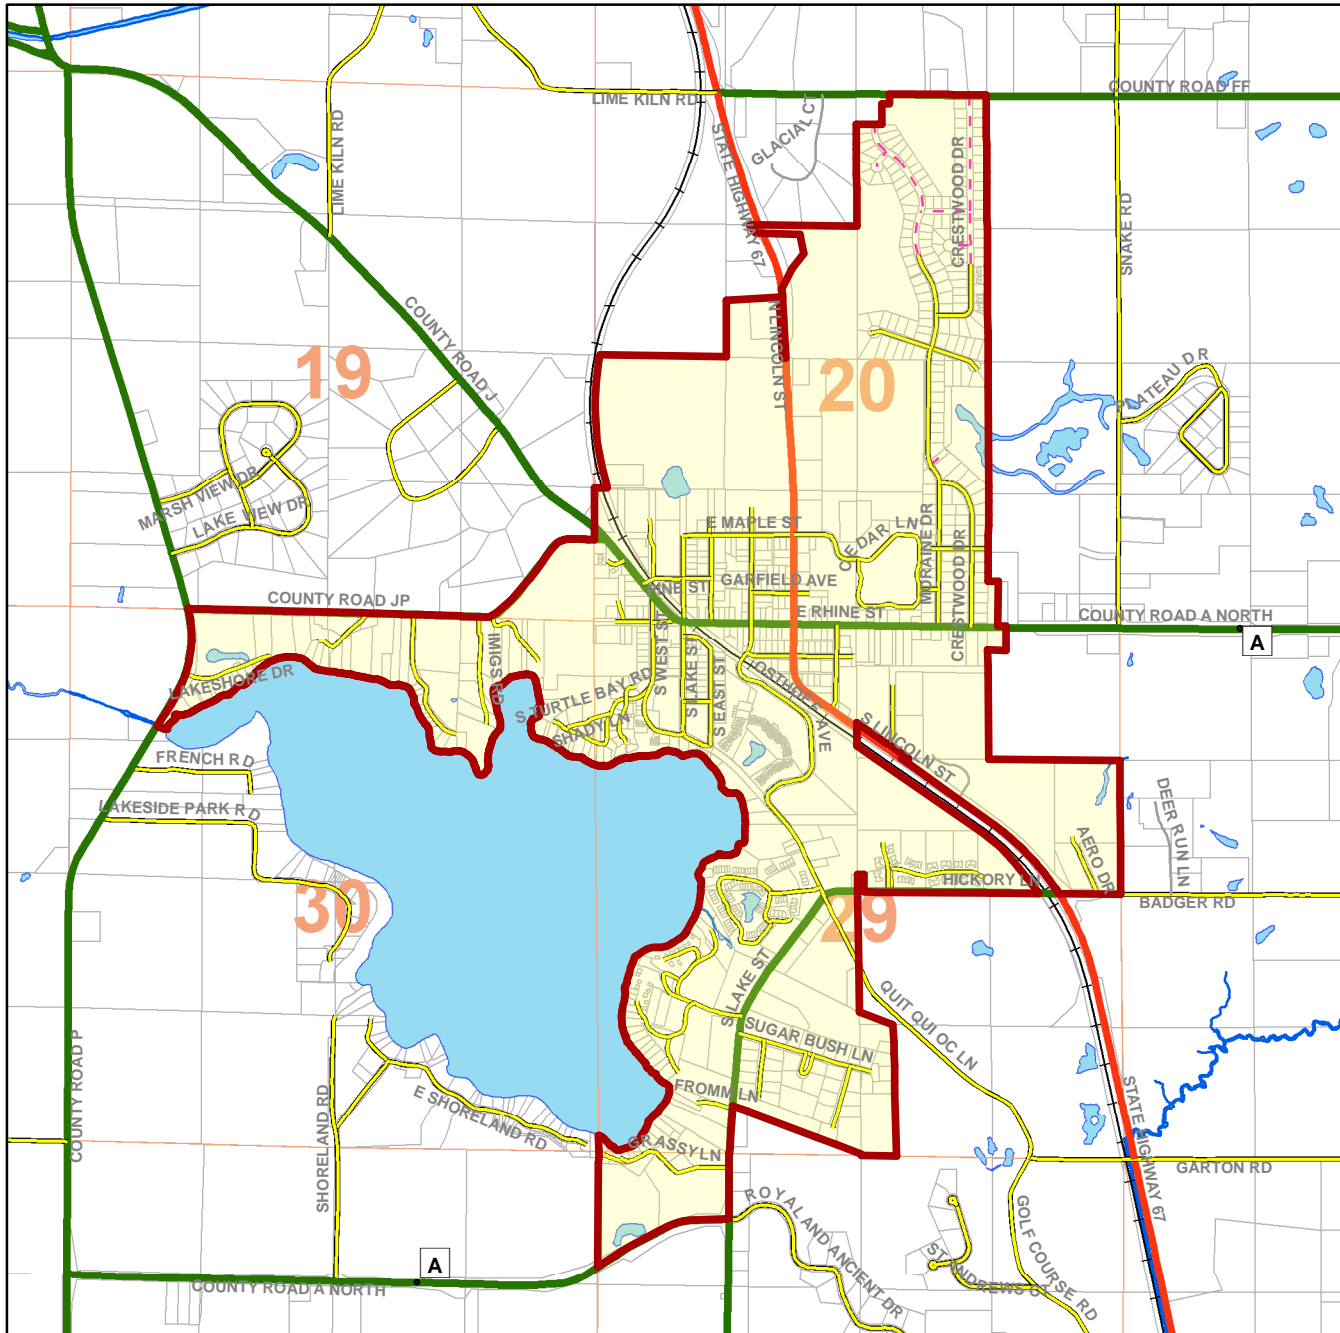 COUNTY ROAD FF
LIME KILN RD
LIME KILN RD
GLACIAL CT
STATE HIGHWAY 67
CRESTWOOD DR
SNAKE RD
COUNTY ROAD J
N LINCOLN ST
19
20
PLATEAU DR
MARSH VIEW DR
LAKE VIEW DR
E MAPLE ST
CEDAR LN
MORAINE DR
CRESTWOOD DR
PINE ST
GARFIELD AVE
COUNTY ROAD JP
E RHINE ST
COUNTY ROAD A NORTH
A
IMIGS RD
S WEST ST
S LAKE ST
S EAST ST
OSTHOFF AVE
LAKESHORE DR
S TURTLE BAY RD
SHADY LN
S LINCOLN ST
FRENCH RD
LAKESIDE PARK RD
DEER RUN LN
AERO DR
HICKORY LN
BADGER RD
30
29
S LAKE ST
QUIT QUI OC LN
SUGAR BUSH LN
COUNTY ROAD P
SHORELAND RD
E SHORELAND RD
FROMM LN
GRASSY LN
STATE HIGHWAY 67
GARTON RD
ROYAL AND ANCIENT DR
GOLF COURSE RD
ST ANDREWS CT
A
COUNTY ROAD A NORTH